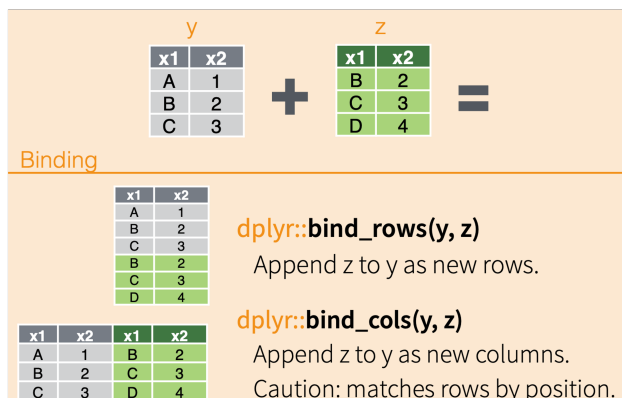 y z
x1 x2 x1 x2
A 1 + B 2 =
B 2 C 3
C 3 D 4
Binding
x1 x2
A 1
B 2
C 3
B 2
C 3
D 4
dplyr::bind_rows(y, z)
Append z to y as new rows.
x1 x2 x1 x2
A 1 B 2
B 2 C 3
C 3 D 4
dplyr::bind_cols(y, z)
Append z to y as new columns.
Caution: matches rows by position.